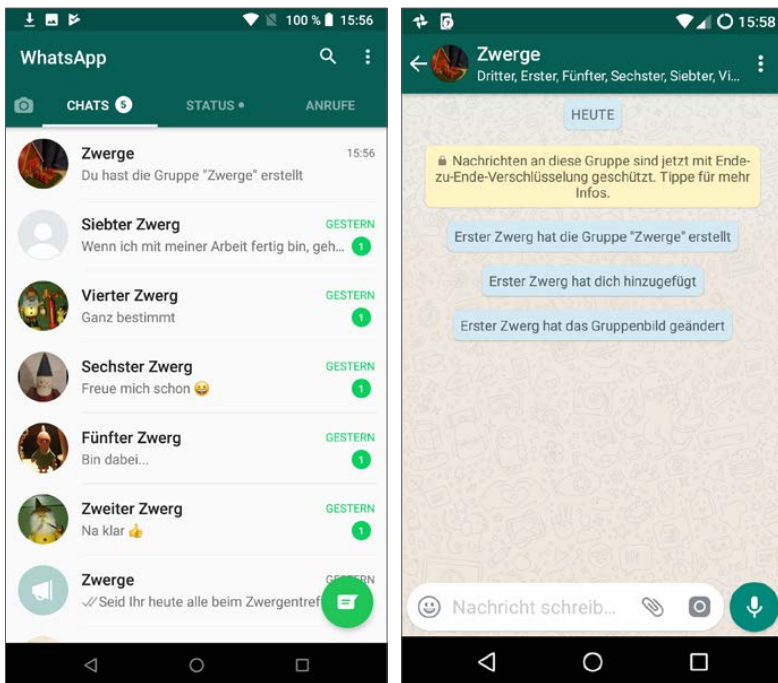 100 % 15:56
WhatsApp
CHATS 5
STATUS •
ANRUFE
Zwerge
15:56
Du hast die Gruppe "Zwerge" erstellt
Siebter Zwerg
GESTERN
Wenn ich mit meiner Arbeit fertig bin, geh...
1
Vierter Zwerg
GESTERN
Ganz bestimmt
1
Sechster Zwerg
GESTERN
Freue mich schon 😄
1
Fünfter Zwerg
GESTERN
Bin dabei...
1
Zweiter Zwerg
GESTERN
Na klar 👍
1
Zwerge
GESTERN
Seid Ihr heute alle beim Zwergentref
15:58
Zwerge
Dritter, Erster, Fünfter, Sechster, Siebter, Vi...
HEUTE
Nachrichten an diese Gruppe sind jetzt mit Ende-
zu-Ende-Verschlüsselung geschützt. Tippe für mehr
Infos.
Erster Zwerg hat die Gruppe "Zwerge" erstellt
Erster Zwerg hat dich hinzugefügt
Erster Zwerg hat das Gruppenbild geändert
Nachricht schreib...